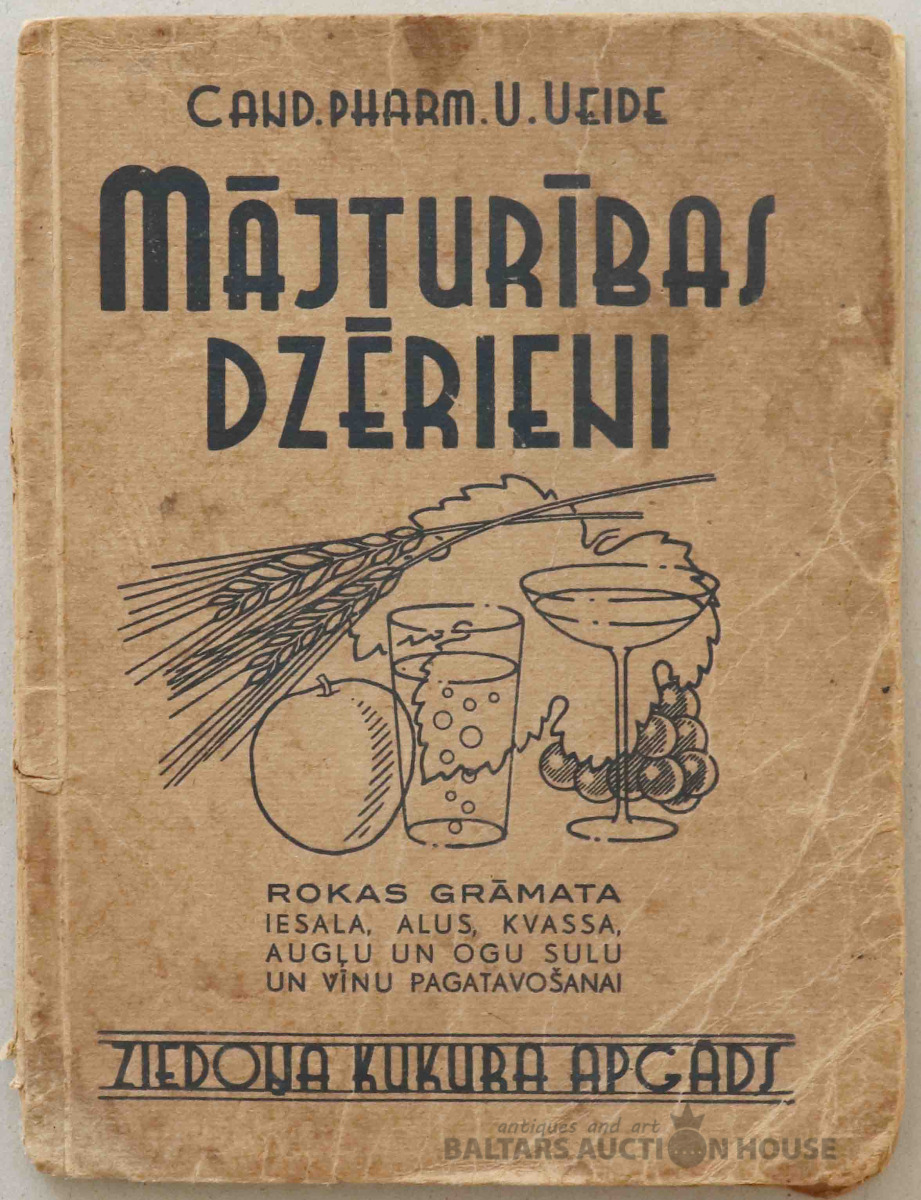 CAND. PHARM. U. UEIDE
MĀJTURĪBAS
DZĒRIENI
ROKAS GRĀMATA
IESALA, ALUS, KVASSA,
AUGĻU UN OGU SULU
UN VĪNU PAGATAVOŠANAI
ZIEDOŅA KUKURA APGĀDS
antiques and art
BALTARS AUCTION HOUSE